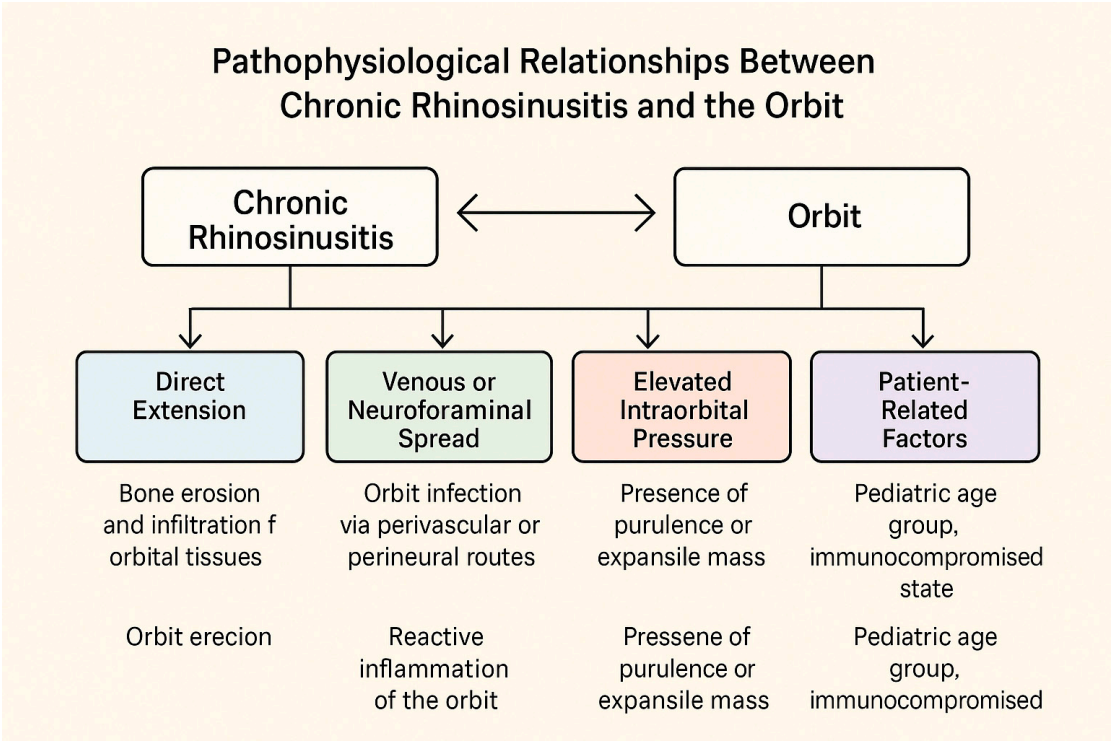 Pathophysiological Relationships Between
Chronic Rhinosinusitis and the Orbit
Chronic
Rhinosinusitis
Orbit
Direct
Extension
Venous or
Neuroforaminal
Spread
Elevated
Intraorbital
Pressure
Patient-
Related
Factors
Bone erosion
and infiltration f
orbital tissues
Orbit infection
via perivascular or
perineural routes
Presence of
purulence or
expansile mass
Pediatric age
group,
immunocompromised
state
Orbit erecion
Reactive
inflammation
of the orbit
Pressene of
purulence or
expansile mass
Pediatric age
group,
immunocompromised